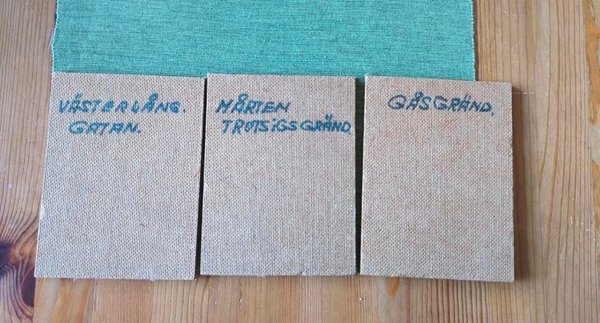 VÄSTERLÅNG.
GATAN.
MÅRTEN
TROTSIGSGRÄND,
GÅSGRÄND,